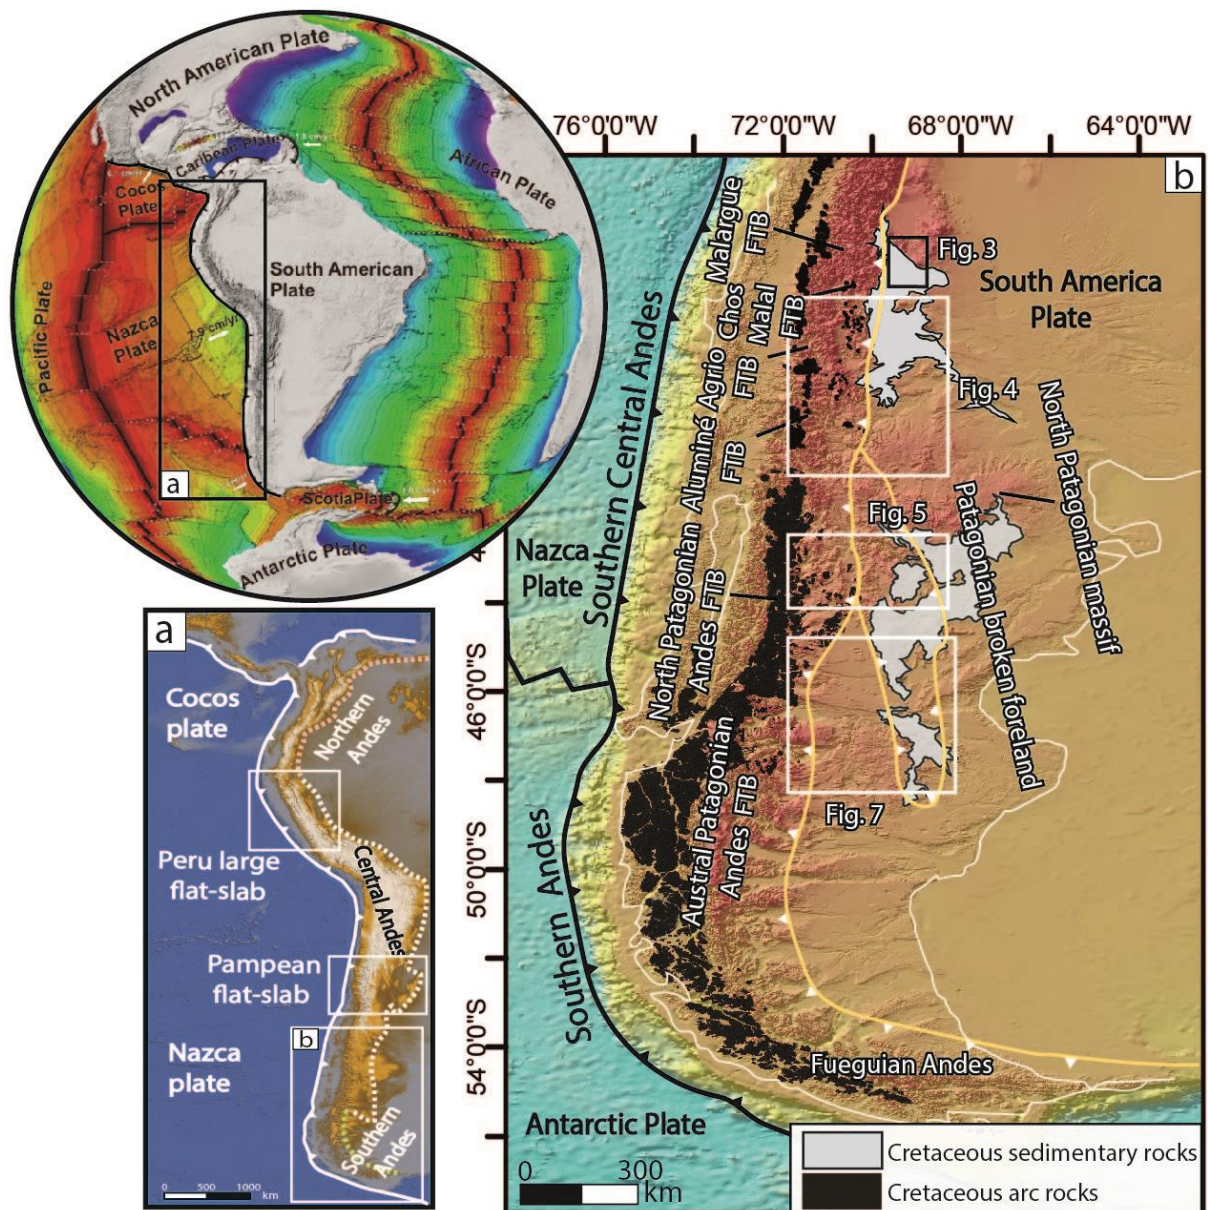 North American Plate
Caribean Plate
African Plate
Cocos
Plate
South American
Plate
Pacific Plate
Nazca
Plate
7.9 cm/yr
ScotiaPlate
Antarctic Plate
a
a
Cocos
plate
Northern
Andes
Peru large
flat-slab
Central Andes
Pampean
flat-slab
b
Nazca
plate
Southern
Andes
0 500 1000
km
76°0'0"W
72°0'0"W
68°0'0"W
64°0'0"W
b
46°0'0"S
50°0'0"S
54°0'0"S
Malargue
FTB
Chos
Malal
FTB
Agrio
FTB
Aluminé
FTB
North Patagonian
Andes FTB
Austral Patagonian
Andes FTB
Southern Central Andes
Southern Andes
Nazca
Plate
Fig. 3
South America
Plate
Fig. 4
Fig. 5
Fig. 7
North Patagonian massif
Patagonian broken foreland
Fueguian Andes
Antarctic Plate
0 300
km
Cretaceous sedimentary rocks
Cretaceous arc rocks